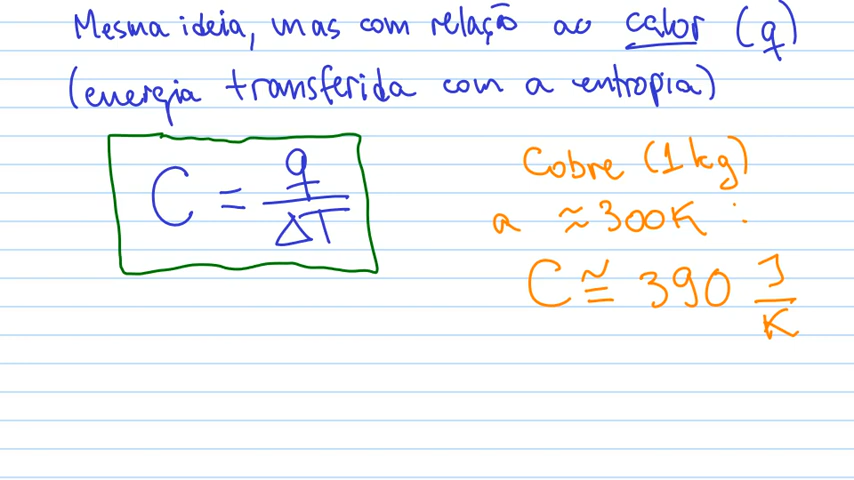 Mesma ideia, mas com relação ao calor (q)
(energia transferida com a entropia)
C = q/ΔT
Cobre (1 kg)
a ≈ 300K :
C ≅ 390 J/K